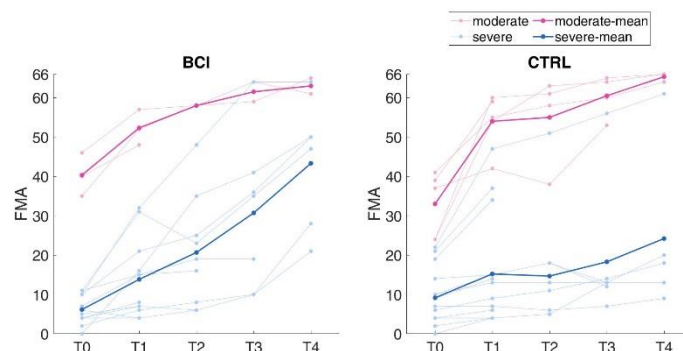 moderate moderate-mean
severe severe-mean
BCI CTRL
66 66
60 60
50 50
40 40
FMA FMA
30 30
20 20
10 10
0 0
T0 T1 T2 T3 T4 T0 T1 T2 T3 T4